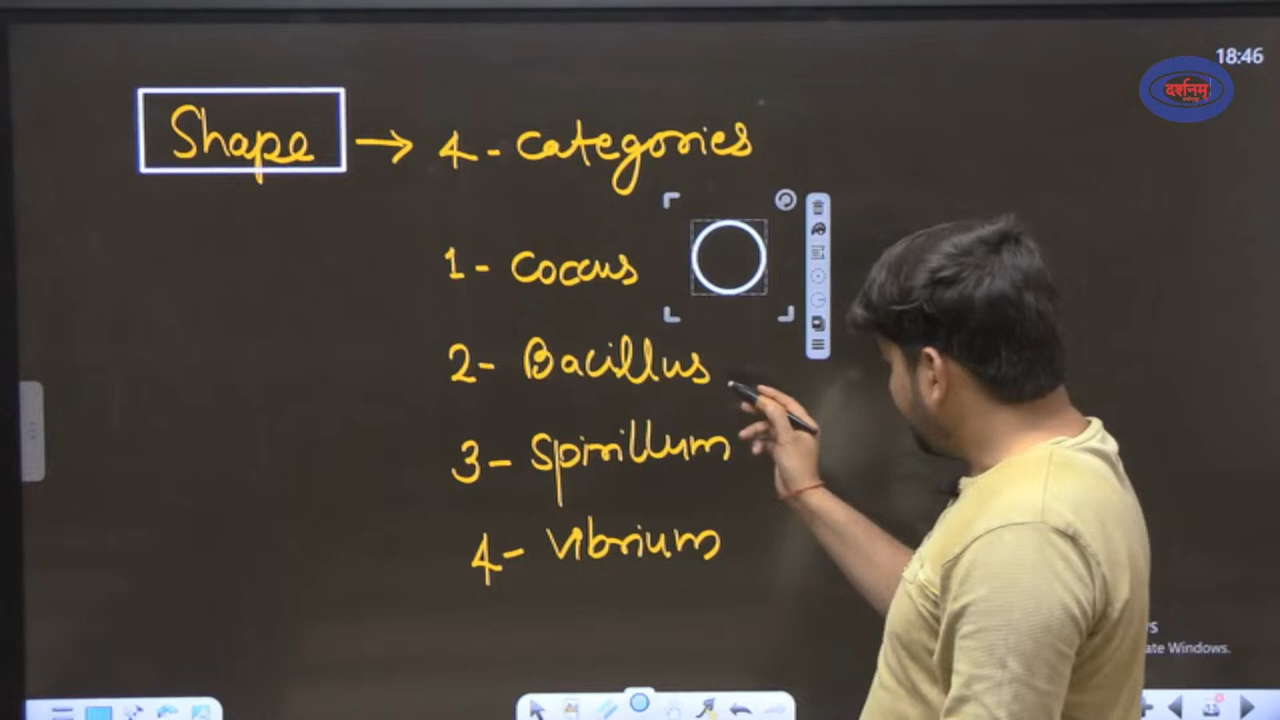 18:46
दर्शनम्
Shape → 4- categories
1- Coccus
2- Bacillus
3- Spirillum
4- Vibrium
ate Windows.